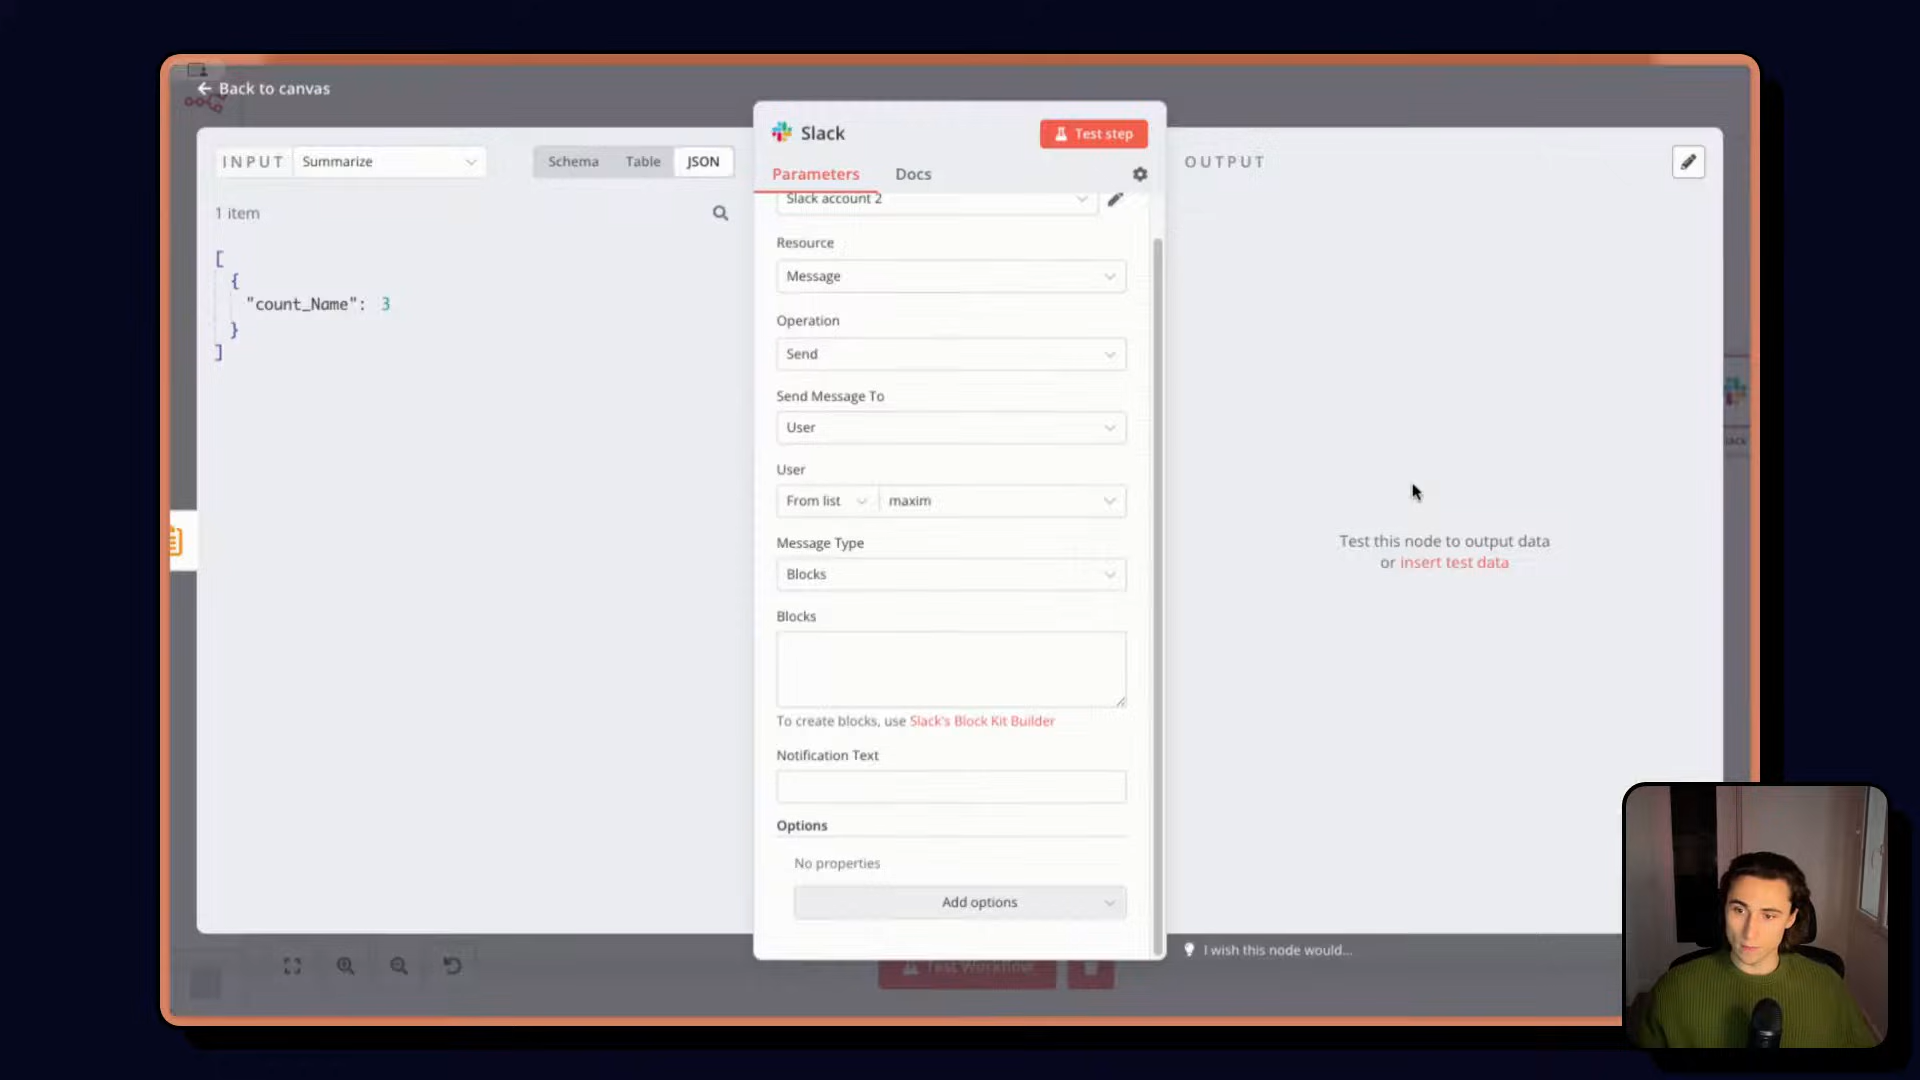 Back to canvas
INPUT
Summarize
Schema
Table
JSON
1 item
[
{
"count_Name": 3
}
]
Slack
Test step
Parameters
Docs
Slack account 2
Resource
Message
Operation
Send
Send Message To
User
User
From list
maxim
Message Type
Blocks
Blocks
To create blocks, use Slack's Block Kit Builder
Notification Text
Options
No properties
Add options
OUTPUT
Test this node to output data
or insert test data
I wish this node would...
Test Workflow